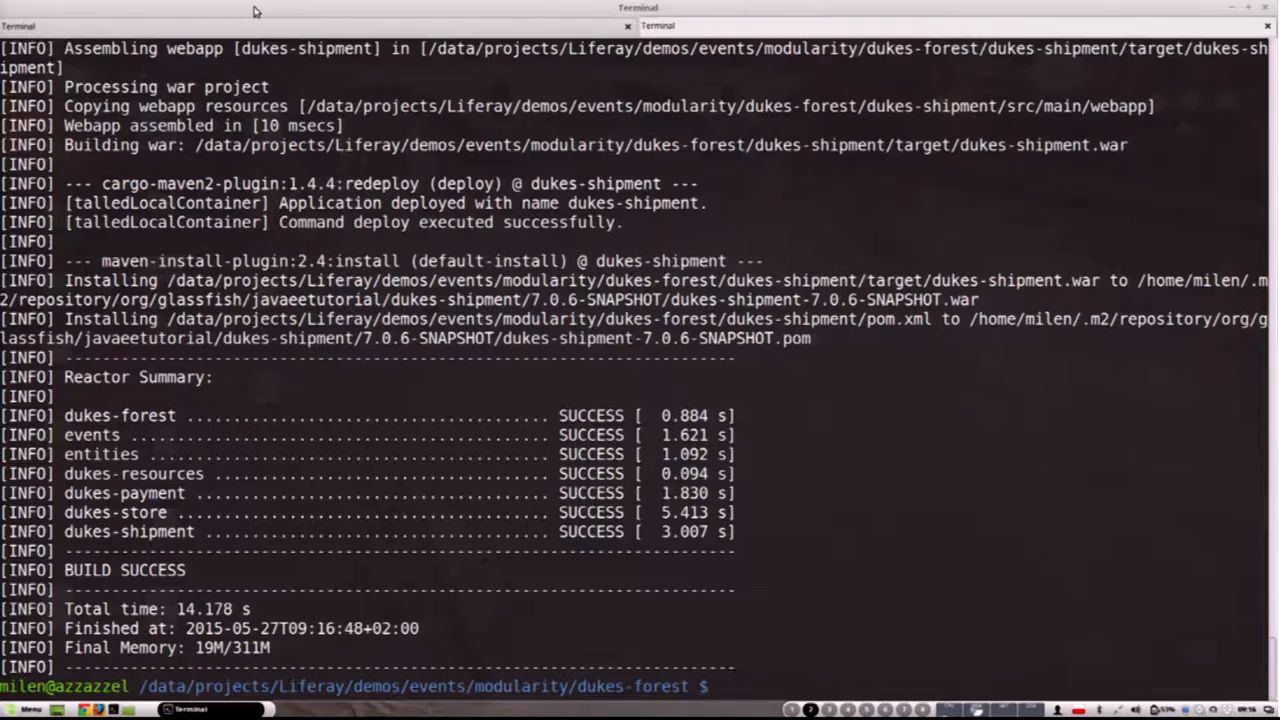 Terminal
Terminal
Terminal
[INFO] Assembling webapp [dukes-shipment] in [/data/projects/Liferay/demos/events/modularity/dukes-forest/dukes-shipment/target/dukes-sh
ipment]
[INFO] Processing war project
[INFO] Copying webapp resources [/data/projects/Liferay/demos/events/modularity/dukes-forest/dukes-shipment/src/main/webapp]
[INFO] Webapp assembled in [10 msecs]
[INFO] Building war: /data/projects/Liferay/demos/events/modularity/dukes-forest/dukes-shipment/target/dukes-shipment.war
[INFO]
[INFO] --- cargo-maven2-plugin:1.4.4:redeploy (deploy) @ dukes-shipment ---
[INFO] [talledLocalContainer] Application deployed with name dukes-shipment.
[INFO] [talledLocalContainer] Command deploy executed successfully.
[INFO]
[INFO] --- maven-install-plugin:2.4:install (default-install) @ dukes-shipment ---
[INFO] Installing /data/projects/Liferay/demos/events/modularity/dukes-forest/dukes-shipment/target/dukes-shipment.war to /home/milen/.m
2/repository/org/glassfish/javaeetutorial/dukes-shipment/7.0.6-SNAPSHOT/dukes-shipment-7.0.6-SNAPSHOT.war
[INFO] Installing /data/projects/Liferay/demos/events/modularity/dukes-forest/dukes-shipment/pom.xml to /home/milen/.m2/repository/org/g
lassfish/javaeetutorial/dukes-shipment/7.0.6-SNAPSHOT/dukes-shipment-7.0.6-SNAPSHOT.pom
[INFO] ------------------------------------------------------------------------
[INFO] Reactor Summary:
[INFO]
[INFO] dukes-forest ....................................... SUCCESS [  0.884 s]
[INFO] events ............................................. SUCCESS [  1.621 s]
[INFO] entities ........................................... SUCCESS [  1.092 s]
[INFO] dukes-resources .................................... SUCCESS [  0.094 s]
[INFO] dukes-payment ...................................... SUCCESS [  1.830 s]
[INFO] dukes-store ........................................ SUCCESS [  5.413 s]
[INFO] dukes-shipment ..................................... SUCCESS [  3.007 s]
[INFO] ------------------------------------------------------------------------
[INFO] BUILD SUCCESS
[INFO] ------------------------------------------------------------------------
[INFO] Total time: 14.178 s
[INFO] Finished at: 2015-05-27T09:16:48+02:00
[INFO] Final Memory: 19M/311M
[INFO] ------------------------------------------------------------------------
milen@azzazzel /data/projects/Liferay/demos/events/modularity/dukes-forest $
Menu Terminal 1 2 3 4 5 6 7 8 53% 09:16